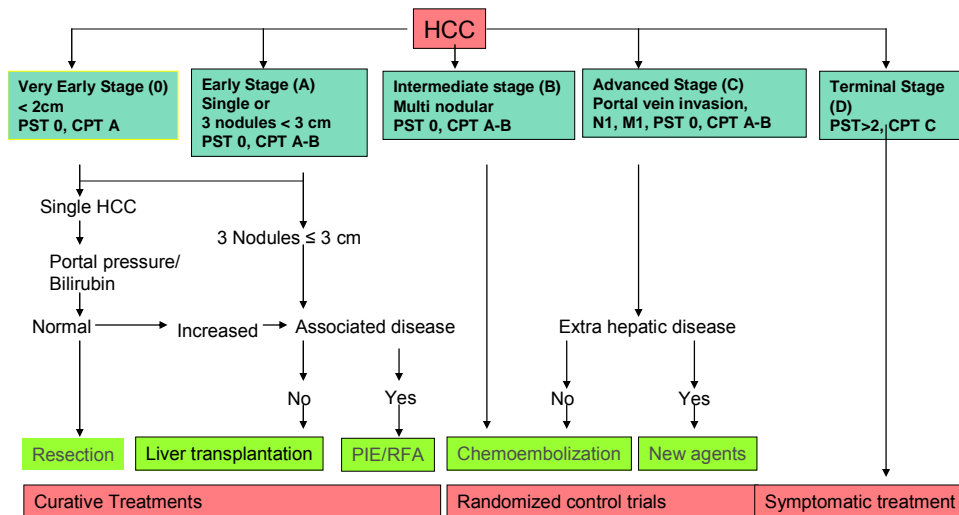 HCC
Very Early Stage (0)
< 2cm
PST 0, CPT A
Early Stage (A)
Single or
3 nodules < 3 cm
PST 0, CPT A-B
Intermediate stage (B)
Multi nodular
PST 0, CPT A-B
Advanced Stage (C)
Portal vein invasion,
N1, M1, PST 0, CPT A-B
Terminal Stage
(D)
PST>2, CPT C
Single HCC
3 Nodules ≤ 3 cm
Portal pressure/
Bilirubin
Normal
Increased
Associated disease
Extra hepatic disease
No
Yes
No
Yes
Resection
Liver transplantation
PIE/RFA
Chemoembolization
New agents
Curative Treatments
Randomized control trials
Symptomatic treatment